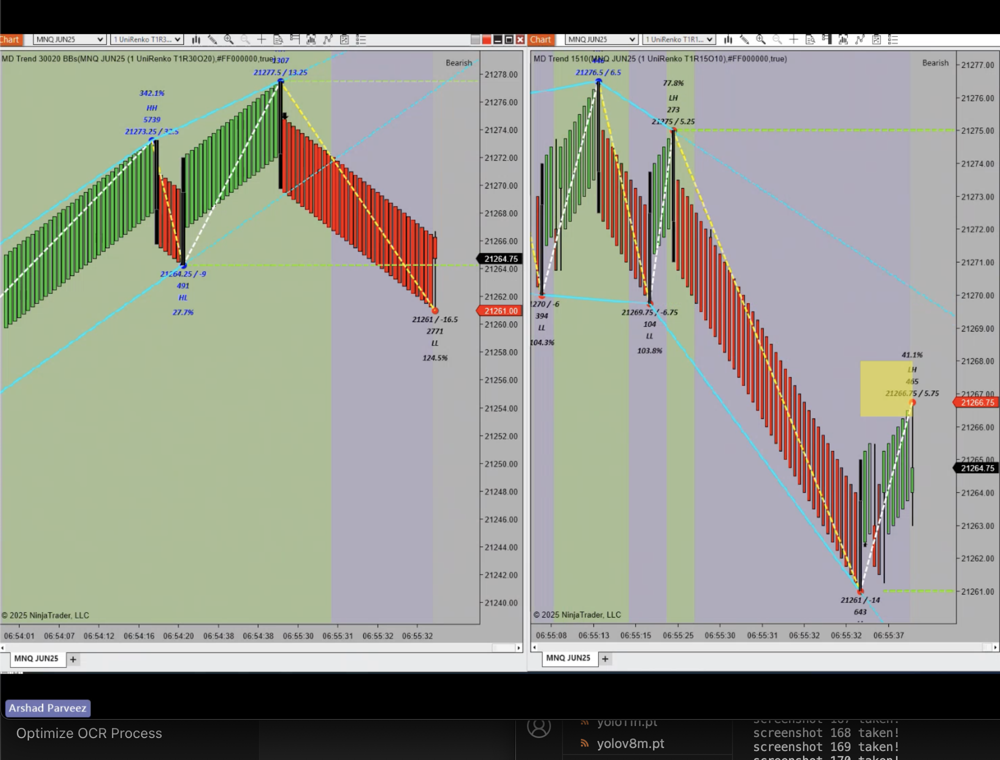 Chart
MNQ JUN25
1 UniRenko T1R3...
MD Trend 30020 BBs(MNQ JUN25 (1 UniRenko T1R30O20),#FF000000,true)
Bearish
1307
21277.5 / 13.25
342.1%
HH
5739
21264.25 / -9
491
HL
27.7%
21261 / -16.5
2771
LL
124.5%
21278.00
21276.00
21274.00
21272.00
21270.00
21268.00
21266.00
21264.75
21264.00
21262.00
21261.00
21260.00
21258.00
21256.00
21254.00
21252.00
21250.00
21248.00
21246.00
21244.00
21242.00
21240.00
© 2025 NinjaTrader, LLC
06:54:01 06:54:07 06:54:12 06:54:16 06:54:20 06:54:38 06:54:38 06:55:30 06:55:31 06:55:32 06:55:32
MNQ JUN25 +
Chart
MNQ JUN25
1 UniRenko T1R1...
MD Trend 1510(MNQ JUN25 (1 UniRenko T1R15O10),#FF000000,true)
Bearish
21276.5 / 6.5
77.8%
LH
273
21275 / 5.25
1270 / -6
394
LL
104.3%
21269.75 / -6.75
104
LL
103.8%
41.1%
LH
465
21266.75 / 5.75
21261 / -14
643
21277.00
21276.00
21275.00
21274.00
21273.00
21272.00
21271.00
21270.00
21269.00
21268.00
21266.75
21266.00
21264.75
21264.00
21263.00
21262.00
21261.00
© 2025 NinjaTrader, LLC
06:55:08 06:55:13 06:55:15 06:55:25 06:55:30 06:55:31 06:55:32 06:55:32 06:55:37
MNQ JUN25 +
Arshad Parveez
Optimize OCR Process
yolo11n.pt
yolov8m.pt
screenshot 168 taken!
screenshot 169 taken!
screenshot 170 taken!